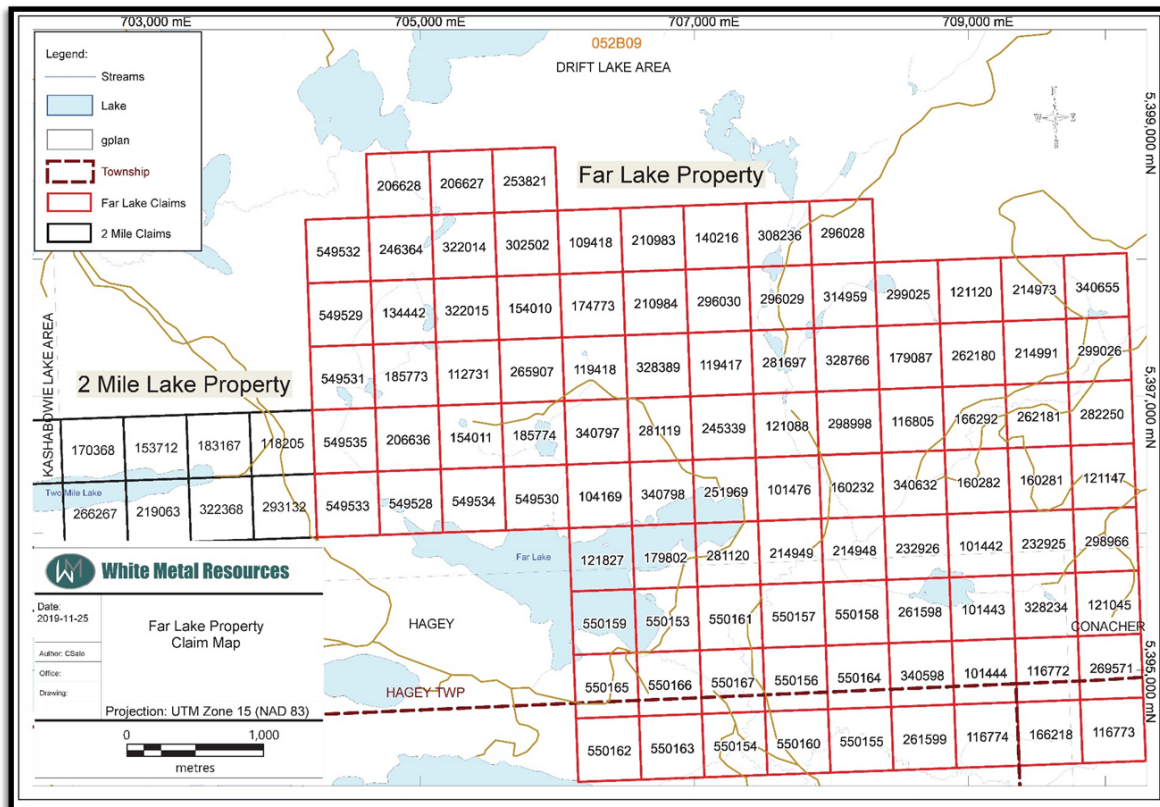 703,000 mE 705,000 mE 707,000 mE 709,000 mE
Legend:
Streams
Lake
gplan
Township
Far Lake Claims
2 Mile Claims
052B09
DRIFT LAKE AREA
5,399,000 mN
Far Lake Property
206628 206627 253821
549532 246364 322014 302502 109418 210983 140216 308236 296028
549529 134442 322015 154010 174773 210984 296030 296029 314959 299025 121120 214973 340655
549531 185773 112731 265907 119418 328389 119417 281697 328766 179087 262180 214991 299026
2 Mile Lake Property
5,397,000 mN
KASHABOWIE LAKE AREA
170368 153712 183167 118205 549535 206636 154011 185774 340797 281119 245339 121088 298998 116805 166292 262181 282250
Two Mile Lake
266267 219063 322368 293132 549533 549528 549534 549530 104169 340798 251969 101476 160232 340632 160282 160281 121147
Far Lake
121827 179802 281120 214949 214948 232926 101442 232925 298966
550159 550153 550161 550157 550158 261598 101443 328234 121045
HAGEY
CONACHER
550165 550166 550167 550156 550164 340598 101444 116772 269571
HAGEY TWP
5,395,000 mN
550162 550163 550154 550160 550155 261599 116774 166218 116773
WM White Metal Resources
Date:
2019-11-25
Author: CSalo
Office:
Drawing:
Far Lake Property
Claim Map
Projection: UTM Zone 15 (NAD 83)
0 1,000
metres